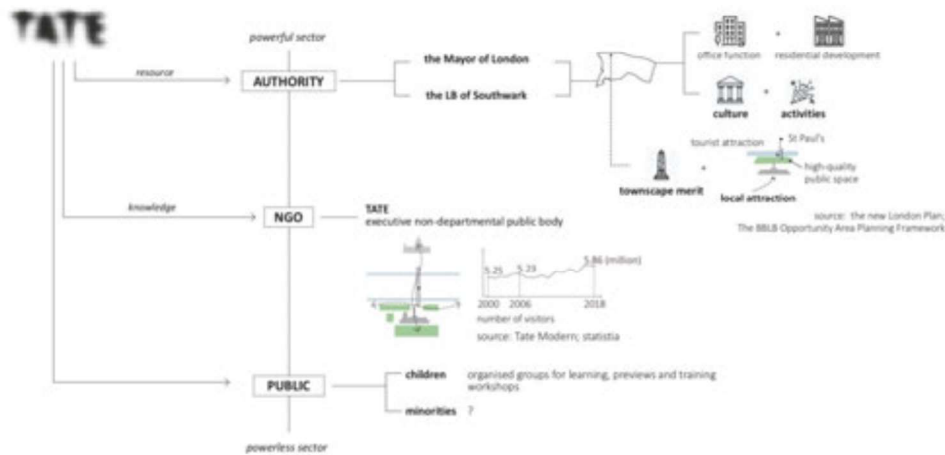 TATE
powerful sector
resource
AUTHORITY
the Mayor of London
the LB of Southwark
office function
residential development
culture
activities
tourist attraction
St Paul's
high-quality
public space
townscape merit
local attraction
source: the new London Plan;
The BBLB Opportunity Area Planning Framework
knowledge
NGO
TATE
executive non-departmental public body
5.25
5.23
5.86 (million)
2000
2006
2018
number of visitors
source: Tate Modern; statistia
PUBLIC
children
organised groups for learning, previews and training
workshops
minorities
?
powerless sector